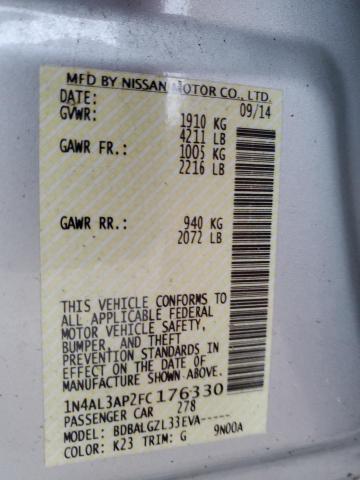 MFD BY NISSAN MOTOR CO., LTD.
DATE: 09/14
GVWR: 1910 KG
4211 LB
GAWR FR.: 1005 KG
2216 LB
GAWR RR.: 940 KG
2072 LB
THIS VEHICLE CONFORMS TO
ALL APPLICABLE FEDERAL
MOTOR VEHICLE SAFETY,
BUMPER, AND THEFT
PREVENTION STANDARDS IN
EFFECT ON THE DATE OF
MANUFACTURE SHOWN ABOVE.
1N4AL3AP2FC176330
PASSENGER CAR 278
MODEL: BDBALGZL33EVA-----
COLOR: K23 TRIM: G 9N00A